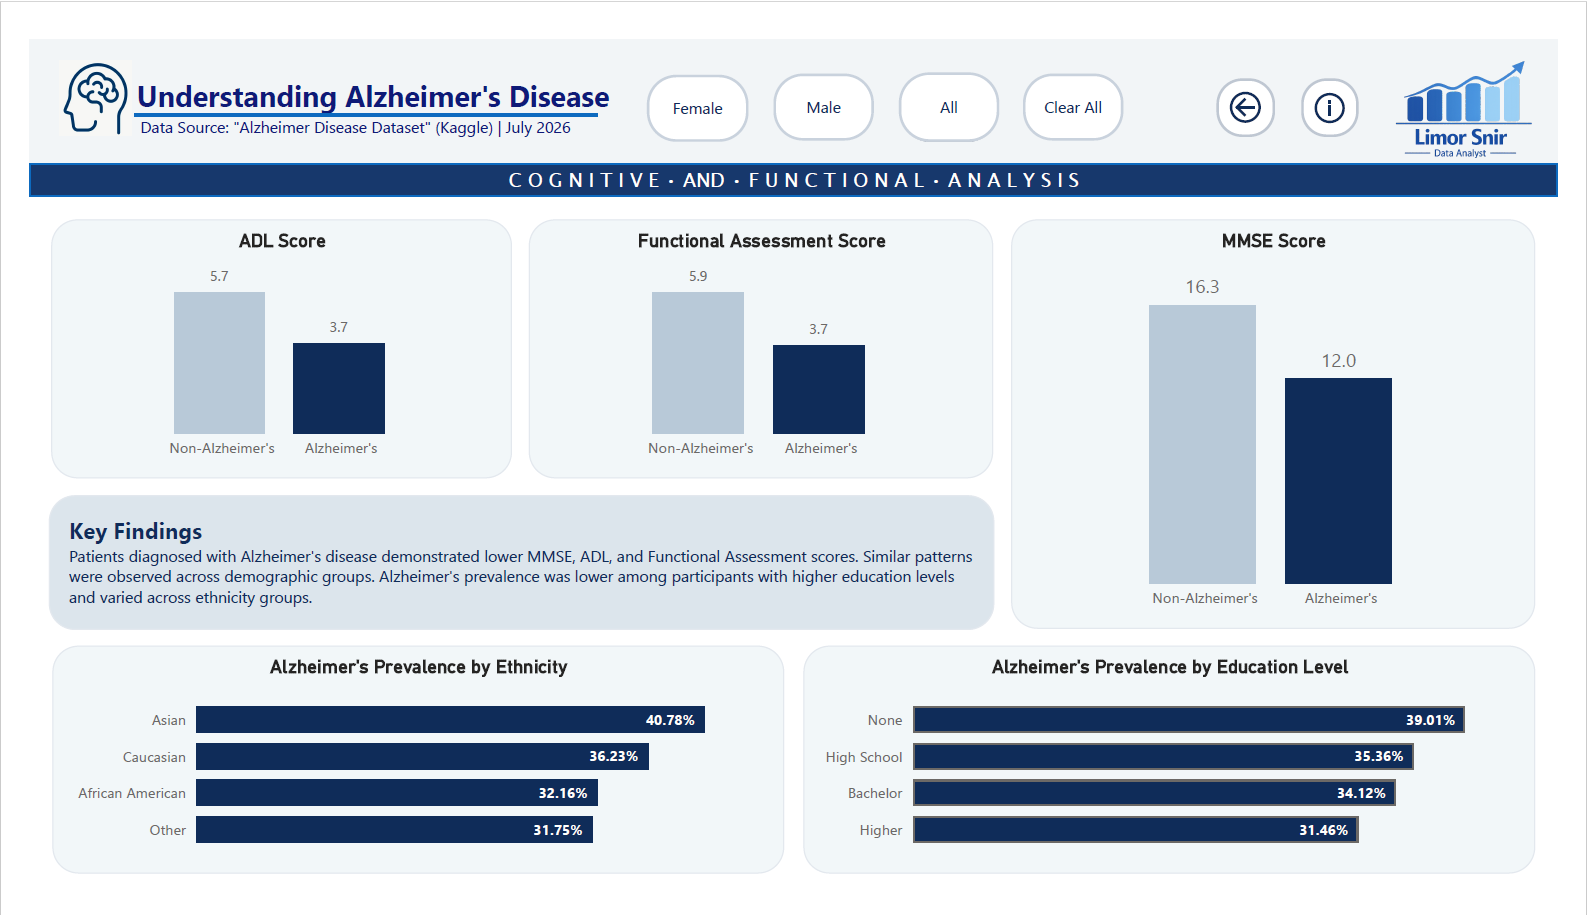 Understanding Alzheimer's Disease
Data Source: "Alzheimer Disease Dataset" (Kaggle) | July 2026
Female
Male
All
Clear All
Limor Snir
Data Analyst
COGNITIVE · AND · FUNCTIONAL · ANALYSIS
ADL Score
5.7
3.7
Non-Alzheimer's
Alzheimer's
Functional Assessment Score
5.9
3.7
Non-Alzheimer's
Alzheimer's
MMSE Score
16.3
12.0
Non-Alzheimer's
Alzheimer's
Key Findings
Patients diagnosed with Alzheimer's disease demonstrated lower MMSE, ADL, and Functional Assessment scores. Similar patterns
were observed across demographic groups. Alzheimer's prevalence was lower among participants with higher education levels
and varied across ethnicity groups.
Alzheimer's Prevalence by Ethnicity
Asian 40.78%
Caucasian 36.23%
African American 32.16%
Other 31.75%
Alzheimer's Prevalence by Education Level
None 39.01%
High School 35.36%
Bachelor 34.12%
Higher 31.46%